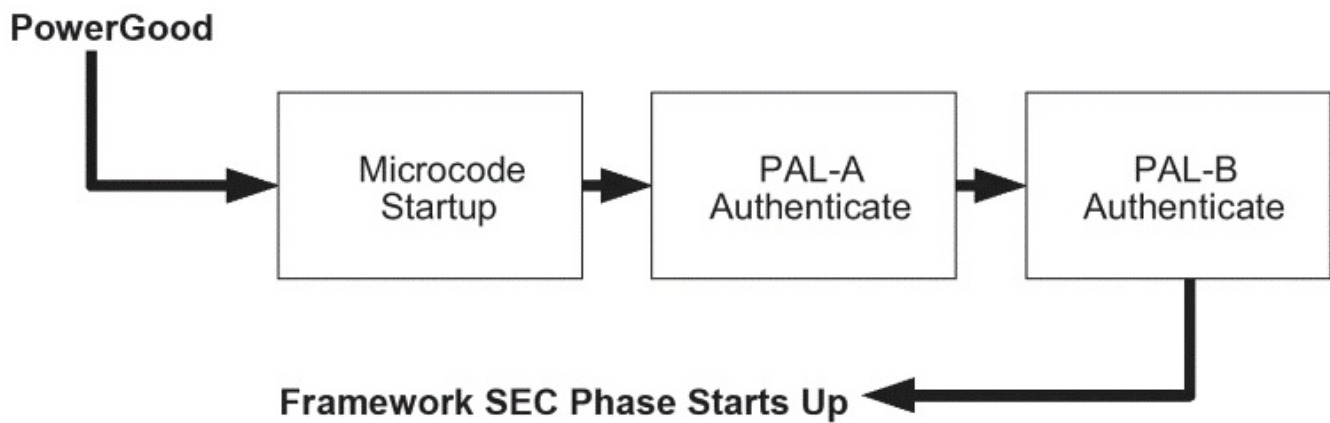 PowerGood
Microcode
Startup
PAL-A
Authenticate
PAL-B
Authenticate
Framework SEC Phase Starts Up